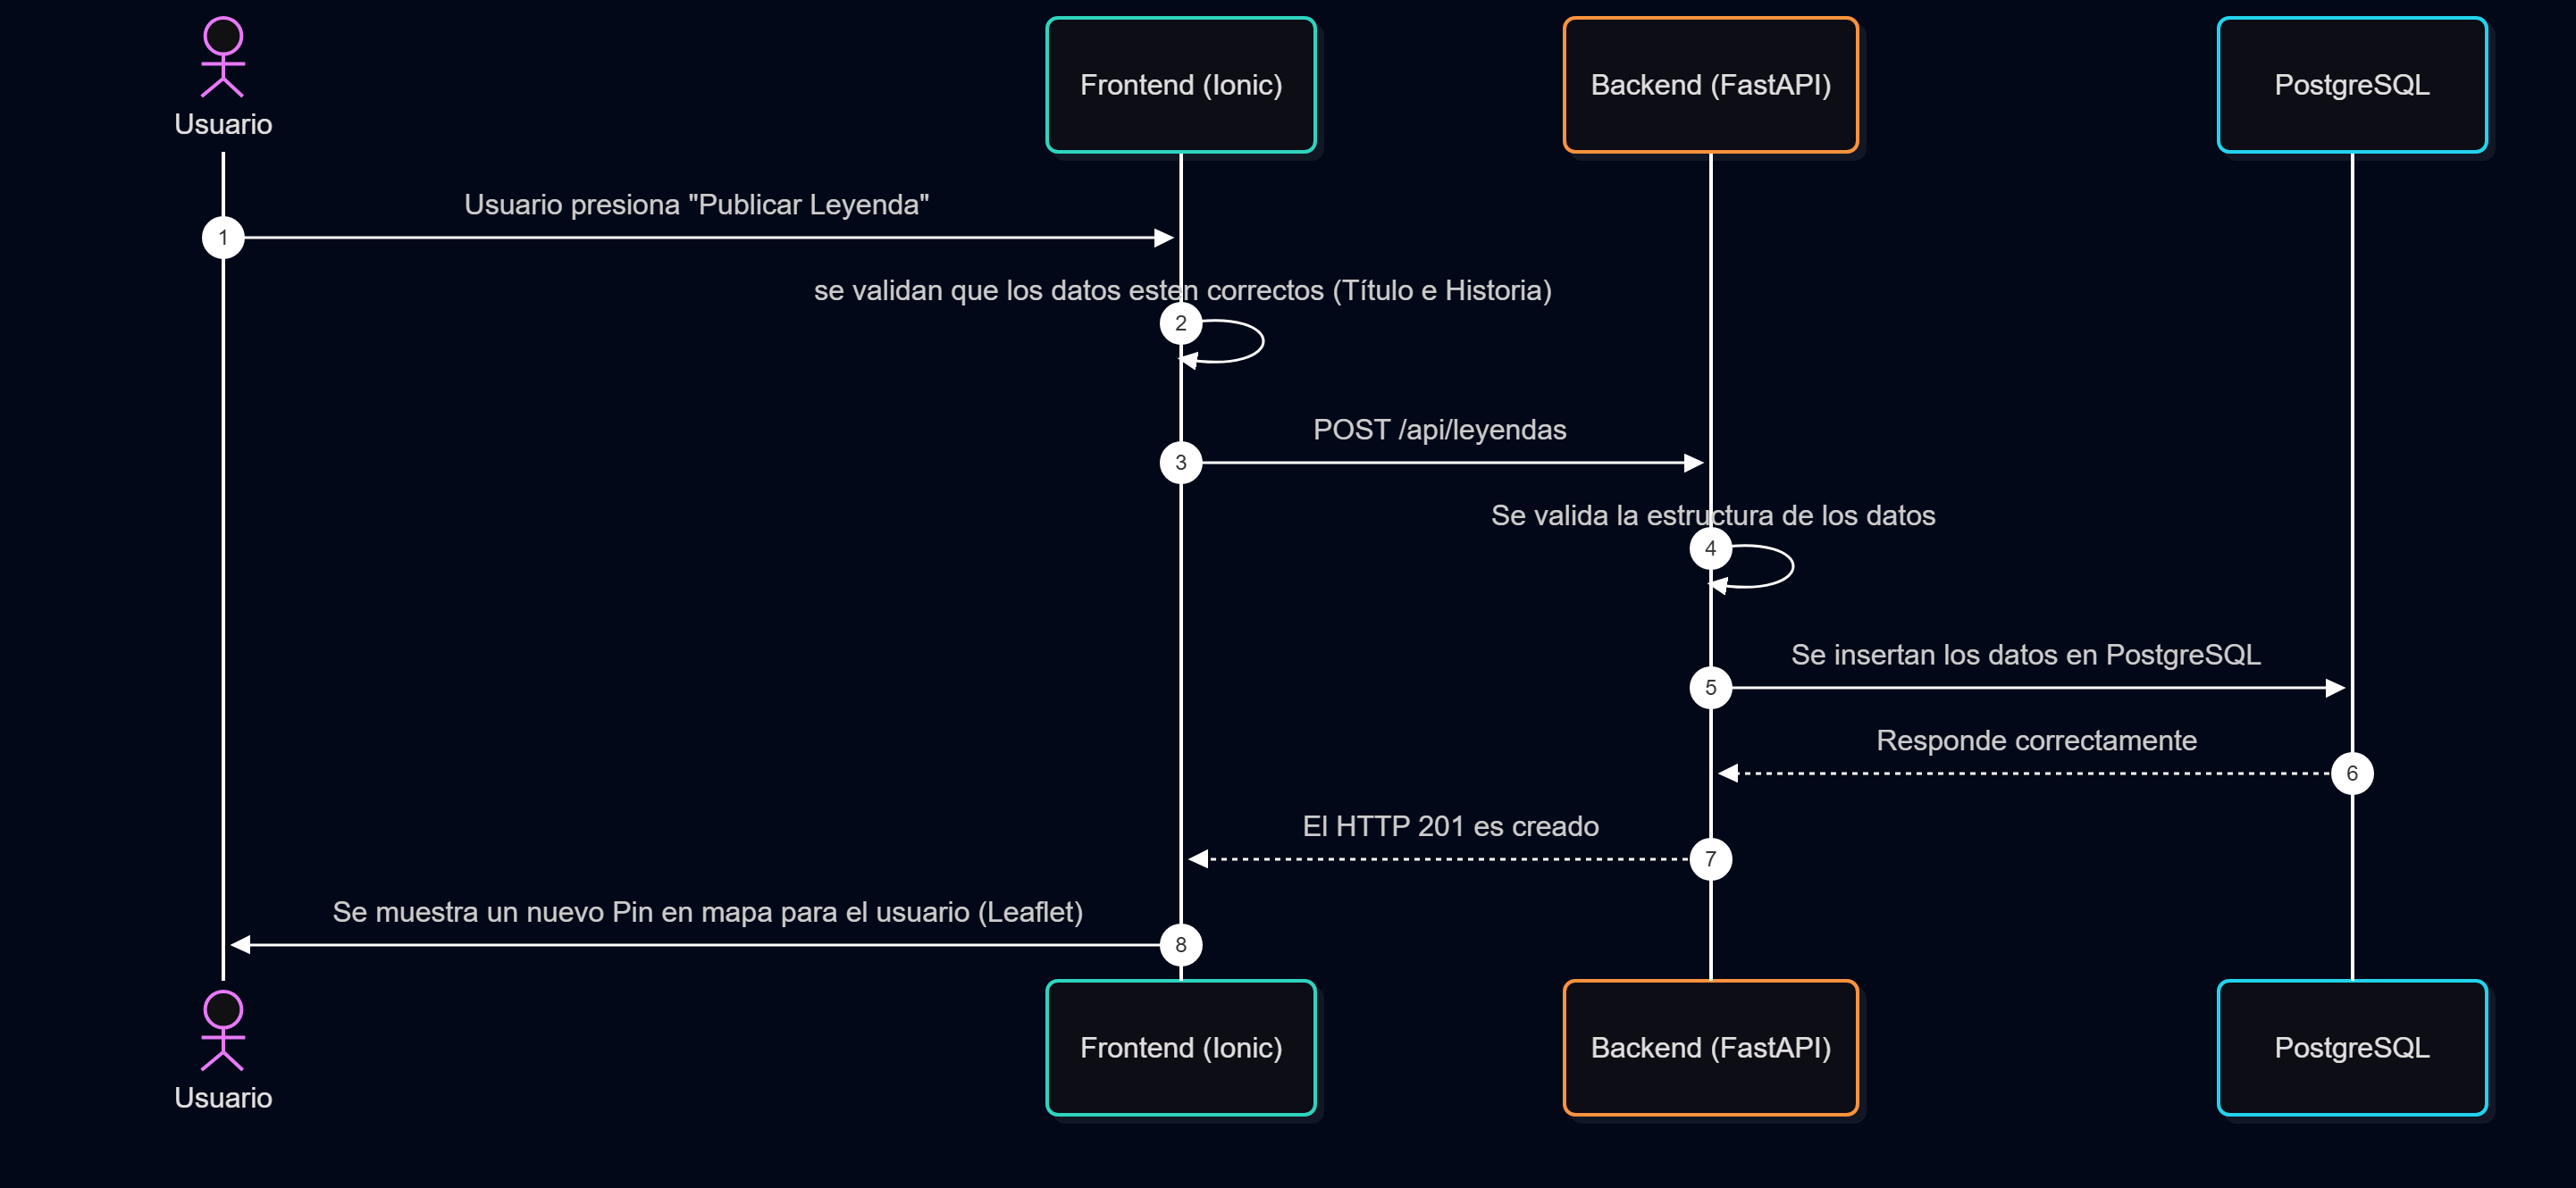 Usuario
Frontend (Ionic)
Backend (FastAPI)
PostgreSQL
Usuario presiona "Publicar Leyenda"
1
se validan que los datos esten correctos (Título e Historia)
2
POST /api/leyendas
3
Se valida la estructura de los datos
4
Se insertan los datos en PostgreSQL
5
Responde correctamente
6
El HTTP 201 es creado
7
Se muestra un nuevo Pin en mapa para el usuario (Leaflet)
8
Usuario
Frontend (Ionic)
Backend (FastAPI)
PostgreSQL